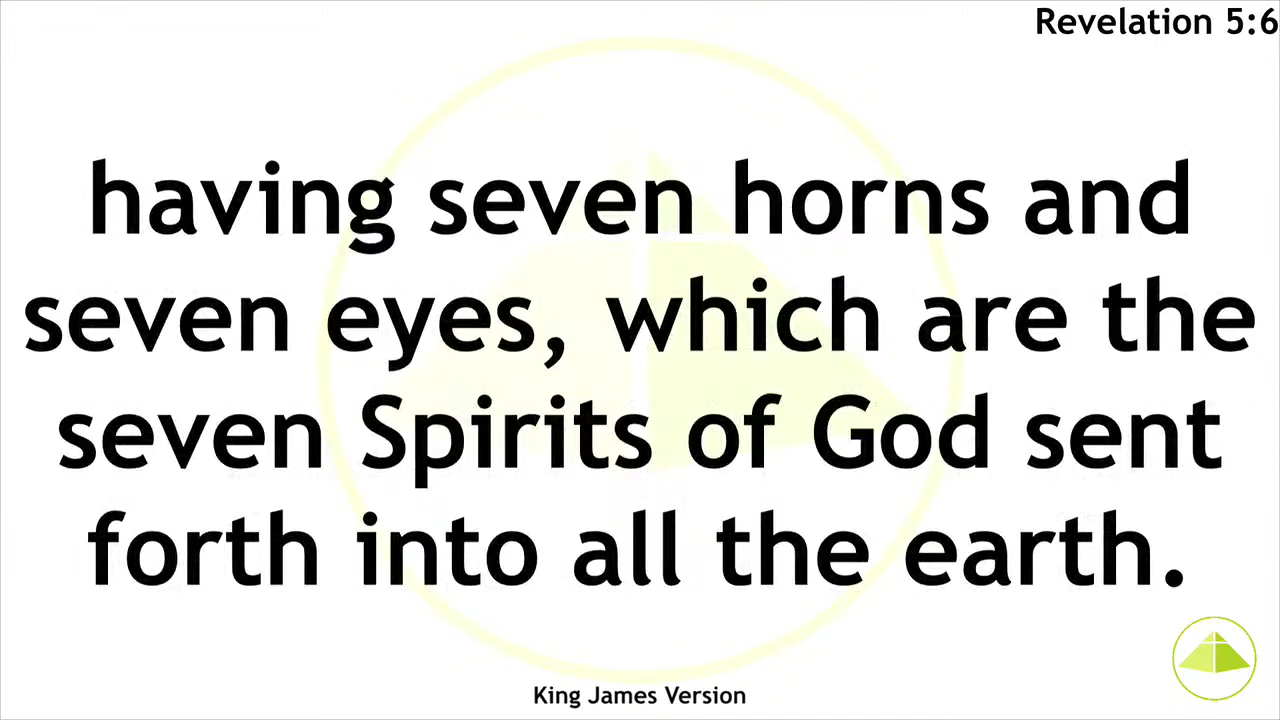 Revelation 5:6
having seven horns and
seven eyes, which are the
seven Spirits of God sent
forth into all the earth.
King James Version